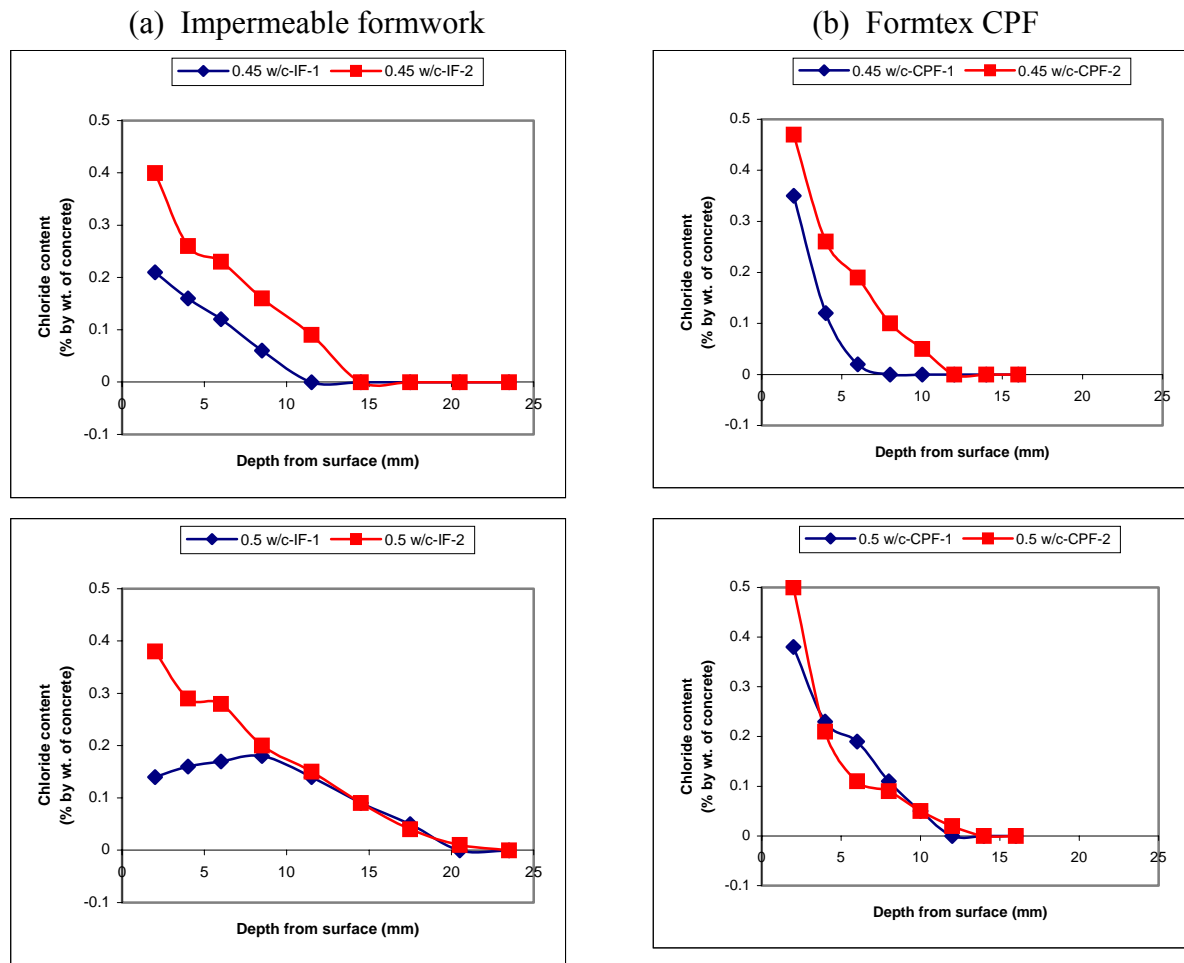 (a) Impermeable formwork
(b) Formtex CPF
0.45 w/c-IF-1 0.45 w/c-IF-2
0.5
0.4
0.3
0.2
0.1
0
-0.1
0 5 10 15 20 25
Chloride content
(% by wt. of concrete)
Depth from surface (mm)
0.45 w/c-CPF-1 0.45 w/c-CPF-2
0.5
0.4
0.3
0.2
0.1
0
-0.1
0 5 10 15 20 25
Chloride content
(% by wt. of concrete)
Depth from surface (mm)
0.5 w/c-IF-1 0.5 w/c-IF-2
0.5
0.4
0.3
0.2
0.1
0
-0.1
0 5 10 15 20 25
Chloride content
(% by wt. of concrete)
Depth from surface (mm)
0.5 w/c-CPF-1 0.5 w/c-CPF-2
0.5
0.4
0.3
0.2
0.1
0
-0.1
0 5 10 15 20 25
Chloride content
(% by wt. of concrete)
Depth from surface (mm)